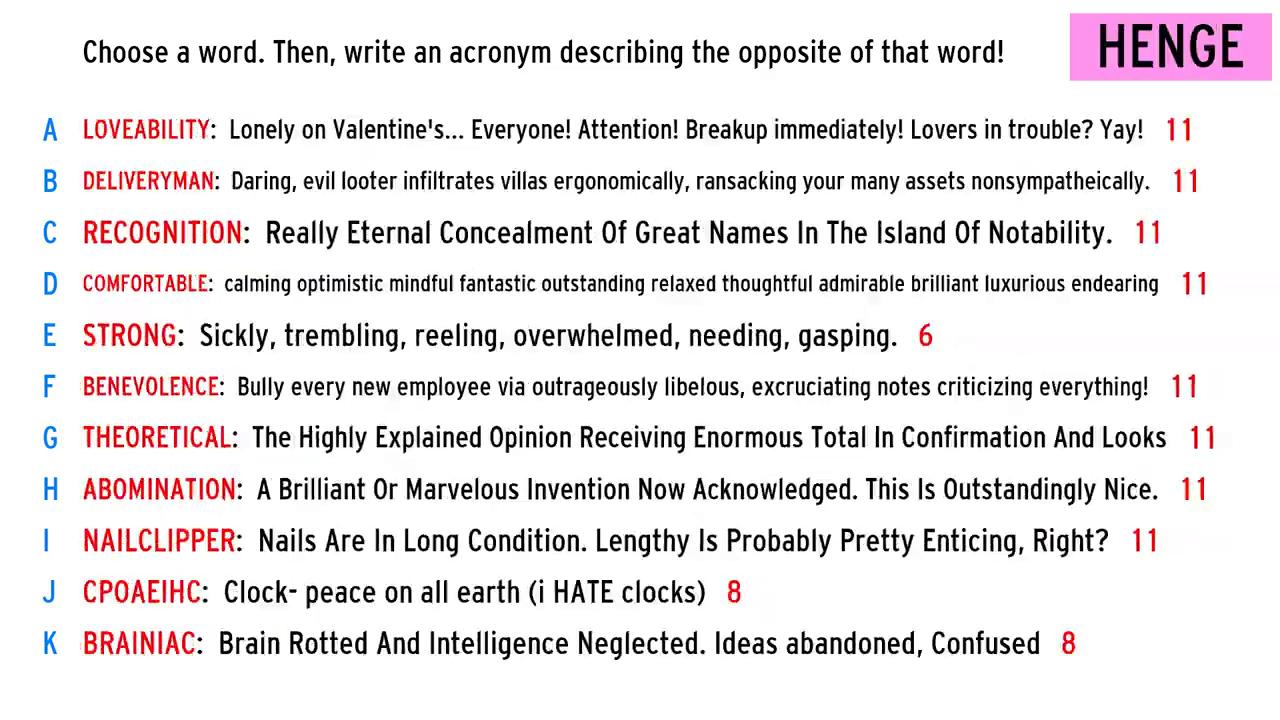 Choose a word. Then, write an acronym describing the opposite of that word!
HENGE
A LOVEABILITY: Lonely on Valentine's... Everyone! Attention! Breakup immediately! Lovers in trouble? Yay! 11
B DELIVERYMAN: Daring, evil looter infiltrates villas ergonomically, ransacking your many assets nonsympatheically. 11
C RECOGNITION: Really Eternal Concealment Of Great Names In The Island Of Notability. 11
D COMFORTABLE: calming optimistic mindful fantastic outstanding relaxed thoughtful admirable brilliant luxurious endearing 11
E STRONG: Sickly, trembling, reeling, overwhelmed, needing, gasping. 6
F BENEVOLENCE: Bully every new employee via outrageously libelous, excruciating notes criticizing everything! 11
G THEORETICAL: The Highly Explained Opinion Receiving Enormous Total In Confirmation And Looks 11
H ABOMINATION: A Brilliant Or Marvelous Invention Now Acknowledged. This Is Outstandingly Nice. 11
I NAILCLIPPER: Nails Are In Long Condition. Lengthy Is Probably Pretty Enticing, Right? 11
J CPOAEIHC: Clock- peace on all earth (i HATE clocks) 8
K BRAINIAC: Brain Rotted And Intelligence Neglected. Ideas abandoned, Confused 8